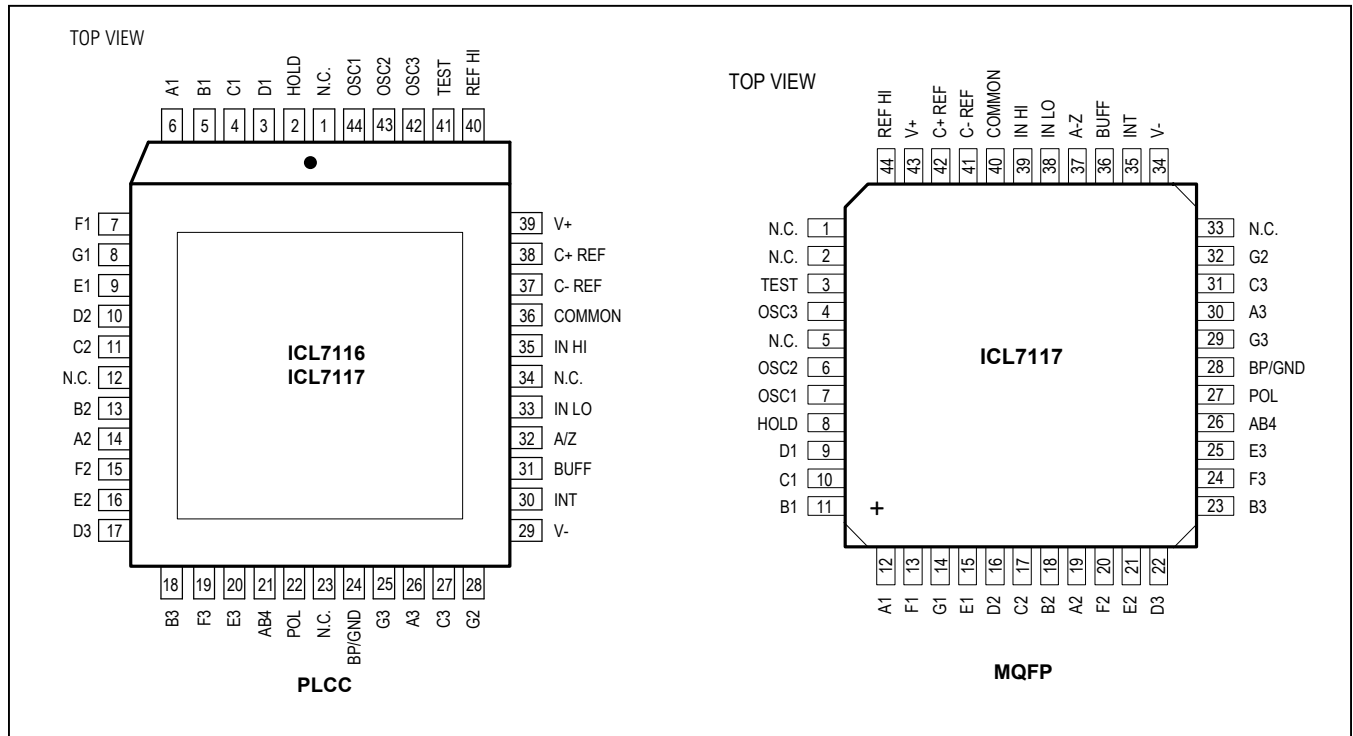 TOP VIEW
A1 B1 C1 D1 HOLD N.C. OSC1 OSC2 OSC3 TEST REF HI
6 5 4 3 2 1 44 43 42 41 40
F1 7
G1 8
E1 9
D2 10
C2 11
N.C. 12
B2 13
A2 14
F2 15
E2 16
D3 17
ICL7116
ICL7117
39 V+
38 C+ REF
37 C- REF
36 COMMON
35 IN HI
34 N.C.
33 IN LO
32 A/Z
31 BUFF
30 INT
29 V-
18 19 20 21 22 23 24 25 26 27 28
B3 F3 E3 AB4 POL N.C. BP/GND G3 A3 C3 G2
PLCC
TOP VIEW
REF HI V+ C+ REF C- REF COMMON IN HI IN LO A-Z BUFF INT V-
44 43 42 41 40 39 38 37 36 35 34
N.C. 1
N.C. 2
TEST 3
OSC3 4
N.C. 5
OSC2 6
OSC1 7
HOLD 8
D1 9
C1 10
B1 11
ICL7117
+
33 N.C.
32 G2
31 C3
30 A3
29 G3
28 BP/GND
27 POL
26 AB4
25 E3
24 F3
23 B3
12 13 14 15 16 17 18 19 20 21 22
A1 F1 G1 E1 D2 C2 B2 A2 F2 E2 D3
MQFP